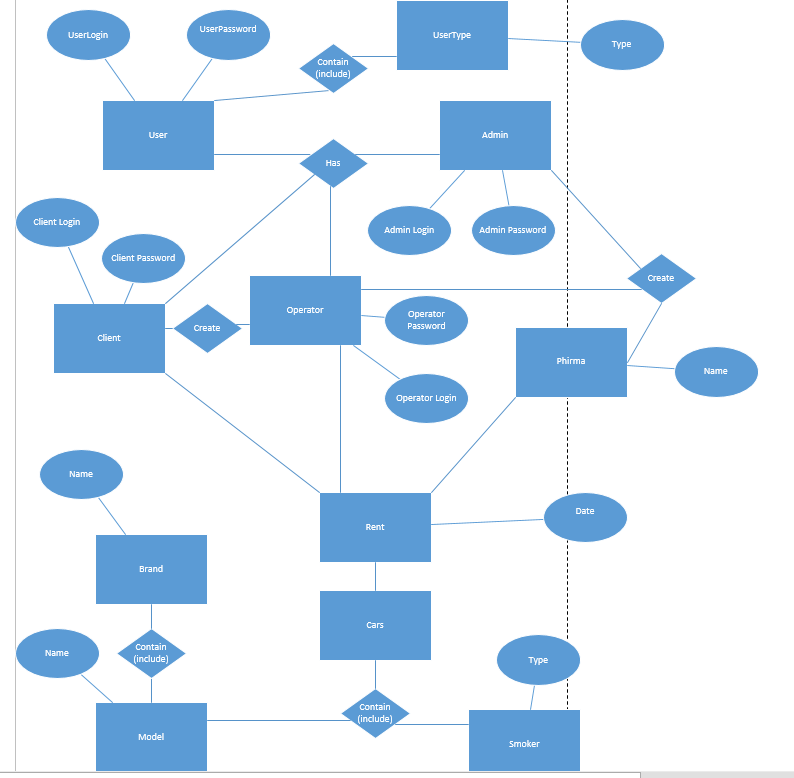 UserLogin
UserPassword
UserType
Type
Contain
(include)
User
Admin
Has
Client Login
Client Password
Admin Login
Admin Password
Create
Operator
Operator
Password
Client
Create
Phirma
Name
Operator Login
Name
Date
Rent
Brand
Cars
Name
Contain
(include)
Type
Contain
(include)
Model
Smoker